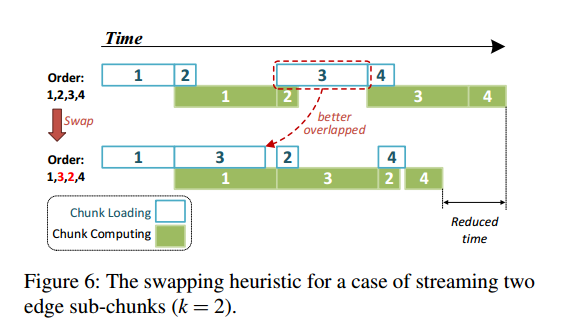 Time
Order:
1,2,3,4
1 2 3 4
1 2 3 4
Swap
better
overlapped
Order:
1,3,2,4
1 3 2 4
1 3 2 4
Chunk Loading
Chunk Computing
Reduced
time
Figure 6: The swapping heuristic for a case of streaming two
edge sub-chunks (k = 2).